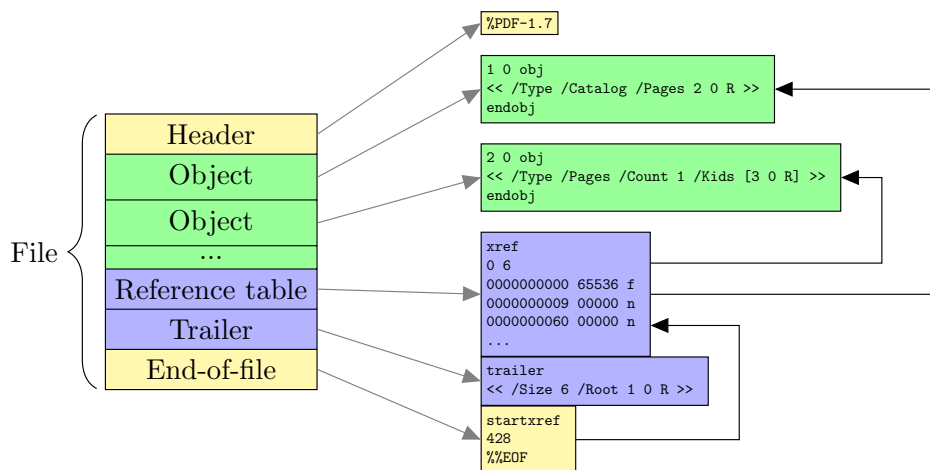 File
Header
Object
Object
...
Reference table
Trailer
End-of-file
%PDF-1.7
1 0 obj
<< /Type /Catalog /Pages 2 0 R >>
endobj
2 0 obj
<< /Type /Pages /Count 1 /Kids [3 0 R] >>
endobj
xref
0 6
0000000000 65536 f
0000000009 00000 n
0000000060 00000 n
...
trailer
<< /Size 6 /Root 1 0 R >>
startxref
428
%%EOF